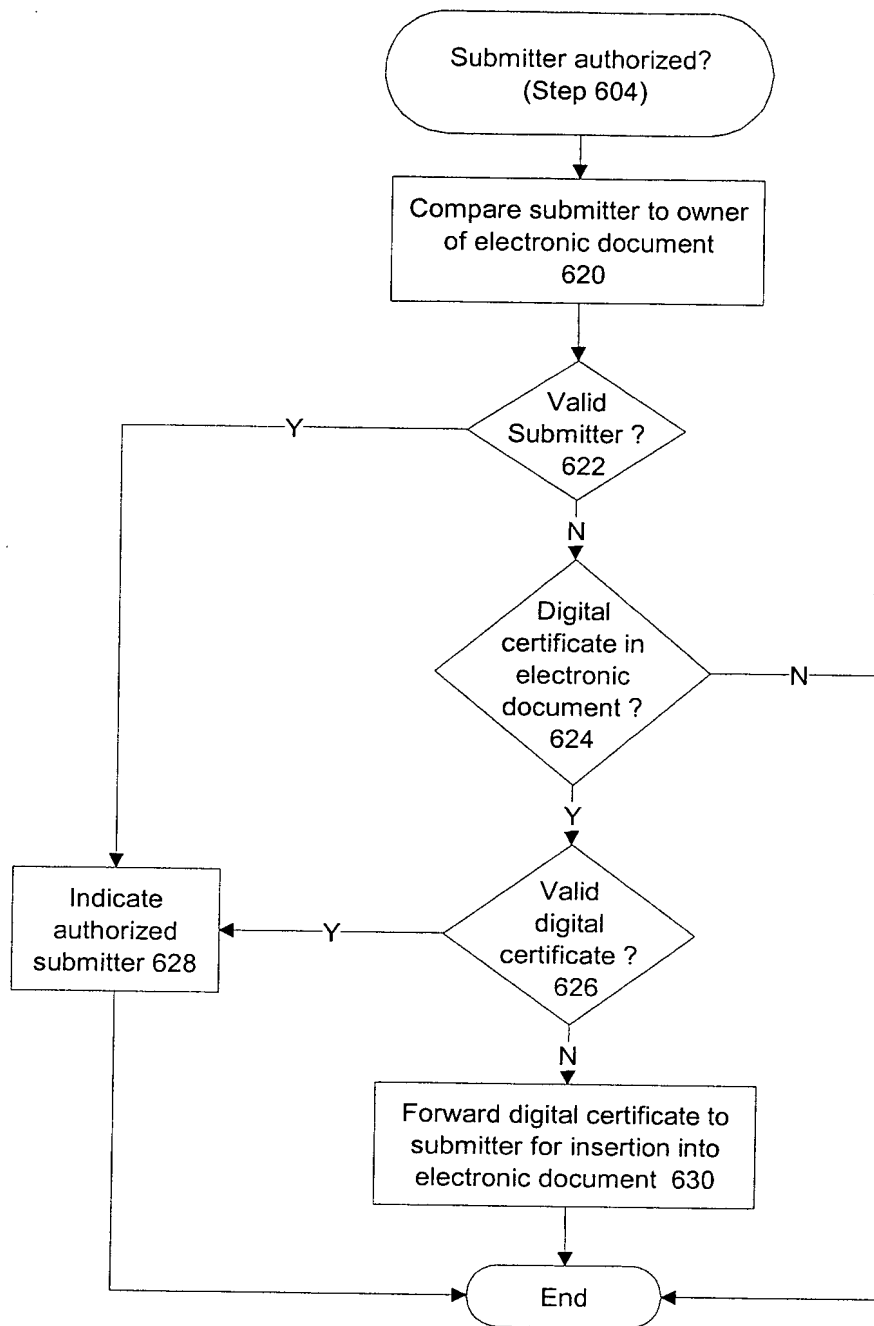 Submitter authorized?
(Step 604)
Compare submitter to owner
of electronic document
620
Valid
Submitter ?
622
Y
N
Digital
certificate in
electronic
document ?
624
N
Y
Valid
digital
certificate ?
626
Y
Indicate
authorized
submitter 628
N
Forward digital certificate to
submitter for insertion into
electronic document 630
End